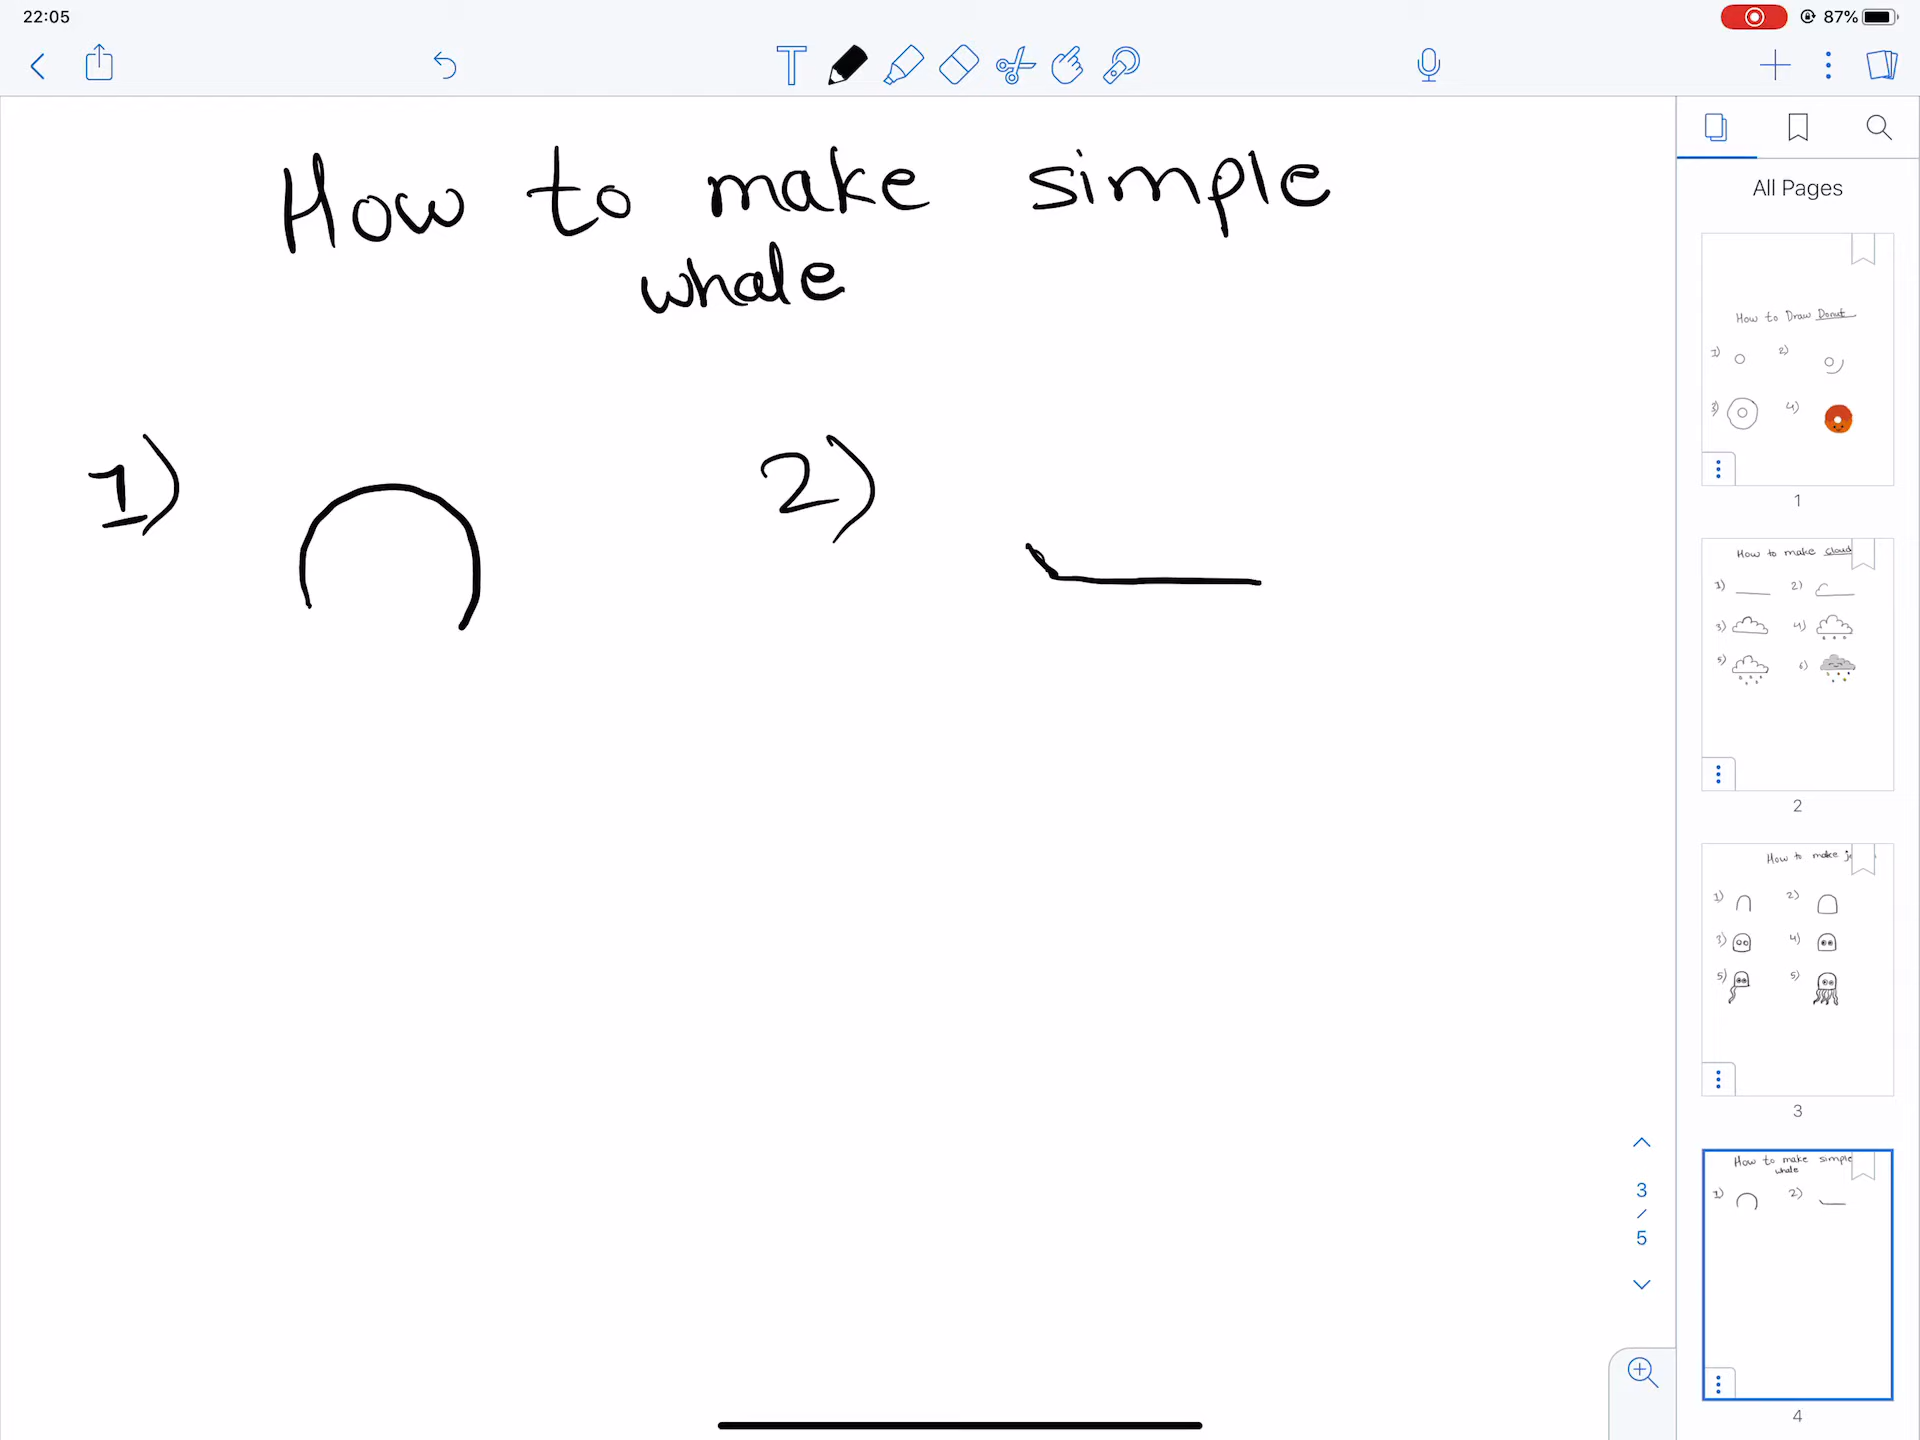 22:05
87%
How to make simple
whale
1)
2)
All Pages
How to Draw Donut
1) 2)
3) 4)
1
How to make cloud
1) 2)
3) 4)
5) 6)
2
How to make
1) 2)
3) 4)
5) 5)
3
How to make simple
whale
1) 2)
4
3
/
5